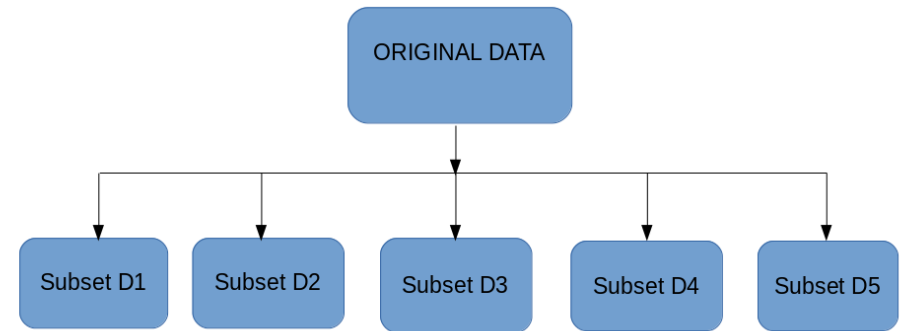 ORIGINAL DATA
Subset D1
Subset D2
Subset D3
Subset D4
Subset D5